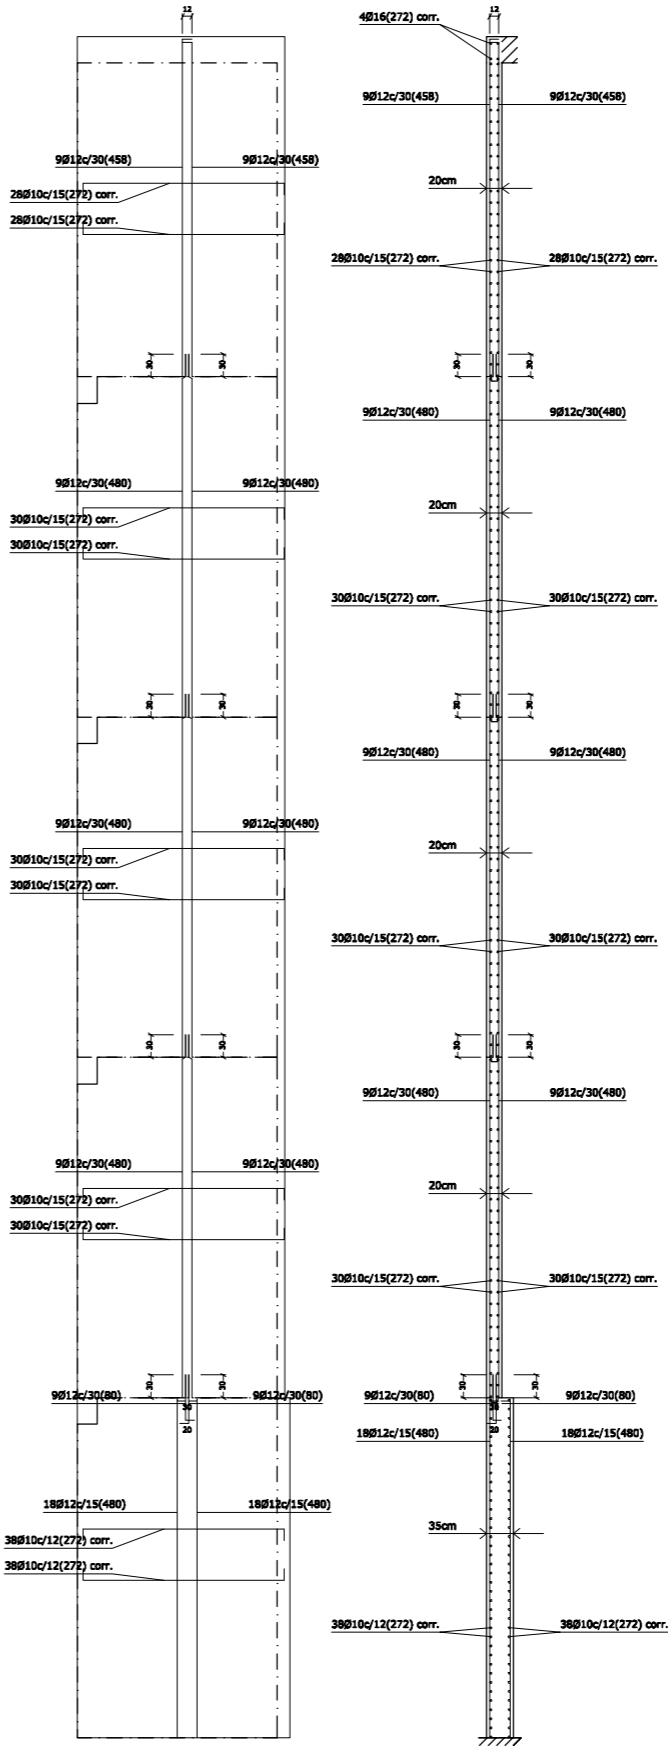 12
9Ø12c/30(458)
9Ø12c/30(458)
28Ø10c/15(272) corr.
28Ø10c/15(272) corr.
30
30
9Ø12c/30(480)
9Ø12c/30(480)
30Ø10c/15(272) corr.
30Ø10c/15(272) corr.
30
30
9Ø12c/30(480)
9Ø12c/30(480)
30Ø10c/15(272) corr.
30Ø10c/15(272) corr.
30
30
9Ø12c/30(480)
9Ø12c/30(480)
30Ø10c/15(272) corr.
30Ø10c/15(272) corr.
30
30
9Ø12c/30(80)
9Ø12c/30(80)
30
20
18Ø12c/15(480)
18Ø12c/15(480)
38Ø10c/12(272) corr.
38Ø10c/12(272) corr.
12
4Ø16(272) corr.
9Ø12c/30(458)
9Ø12c/30(458)
20cm
28Ø10c/15(272) corr.
28Ø10c/15(272) corr.
30
30
9Ø12c/30(480)
9Ø12c/30(480)
20cm
30Ø10c/15(272) corr.
30Ø10c/15(272) corr.
30
30
9Ø12c/30(480)
9Ø12c/30(480)
20cm
30Ø10c/15(272) corr.
30Ø10c/15(272) corr.
30
30
9Ø12c/30(480)
9Ø12c/30(480)
20cm
30Ø10c/15(272) corr.
30Ø10c/15(272) corr.
30
30
9Ø12c/30(80)
9Ø12c/30(80)
20
18Ø12c/15(480)
18Ø12c/15(480)
35cm
38Ø10c/12(272) corr.
38Ø10c/12(272) corr.